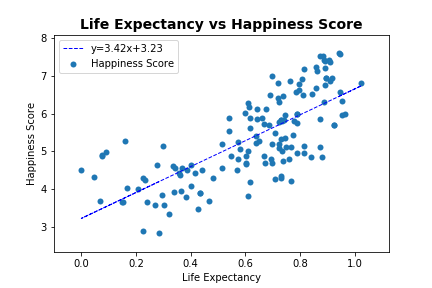 Life Expectancy vs Happiness Score
y=3.42x+3.23
Happiness Score
8
7
6
5
4
3
Happiness Score
0.0 0.2 0.4 0.6 0.8 1.0
Life Expectancy